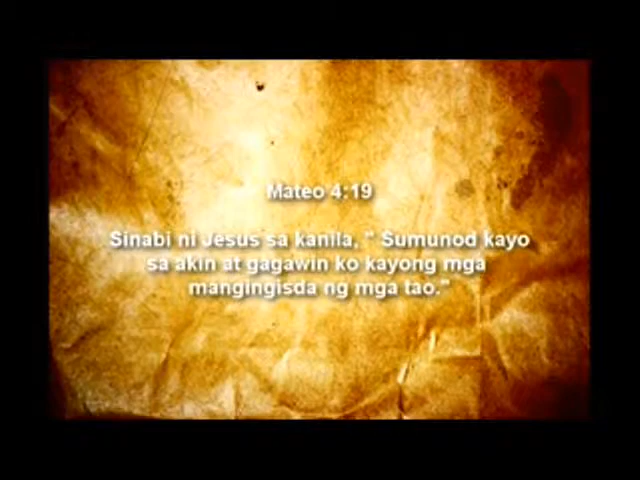 Mateo 4:19
Sinabi ni Jesus sa kanila, " Sumunod kayo
sa akin at gagawin ko kayong mga
mangingisda ng mga tao."